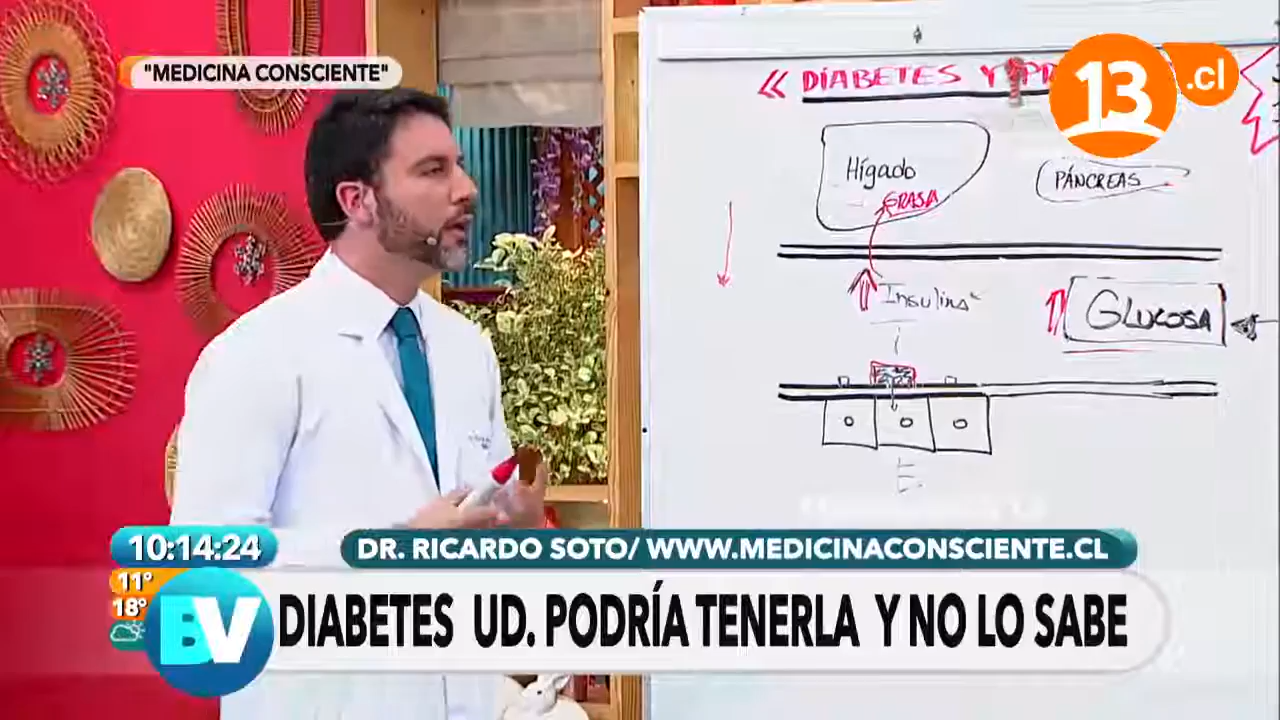 "MEDICINA CONSCIENTE"
13.cl
« DIABETES Y
Hígado
GRASA
PÁNCREAS
Insulina
GLUCOSA
10:14:24
DR. RICARDO SOTO/ WWW.MEDICINACONSCIENTE.CL
11°
18°
BV
DIABETES UD. PODRÍA TENERLA Y NO LO SABE